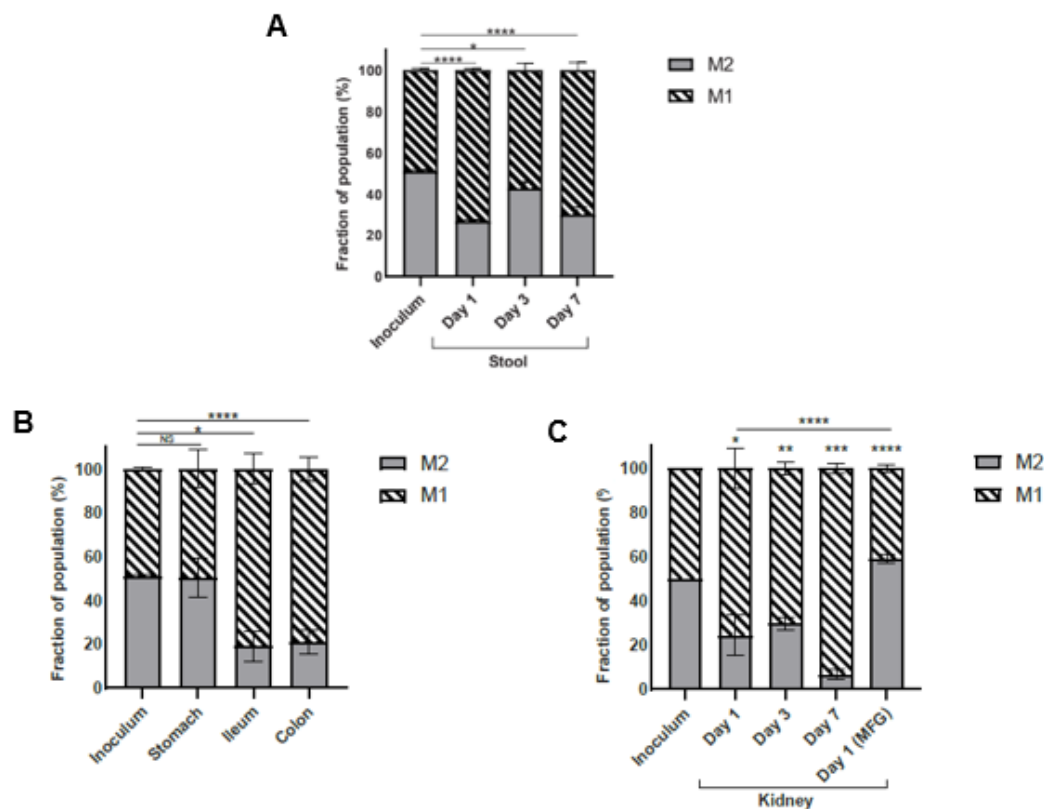 A
****
*
****
100
80
60
40
20
0
Fraction of population (%)
Inoculum
Day 1
Day 3
Day 7
Stool
M2
M1
B
****
*
NS
100
80
60
40
20
0
Fraction of population (%)
Inoculum
Stomach
Ileum
Colon
M2
M1
C
****
*
**
***
****
100
80
60
40
20
0
Fraction of population (%
Inoculum
Day 1
Day 3
Day 7
Day 1 (MFG)
Kidney
M2
M1